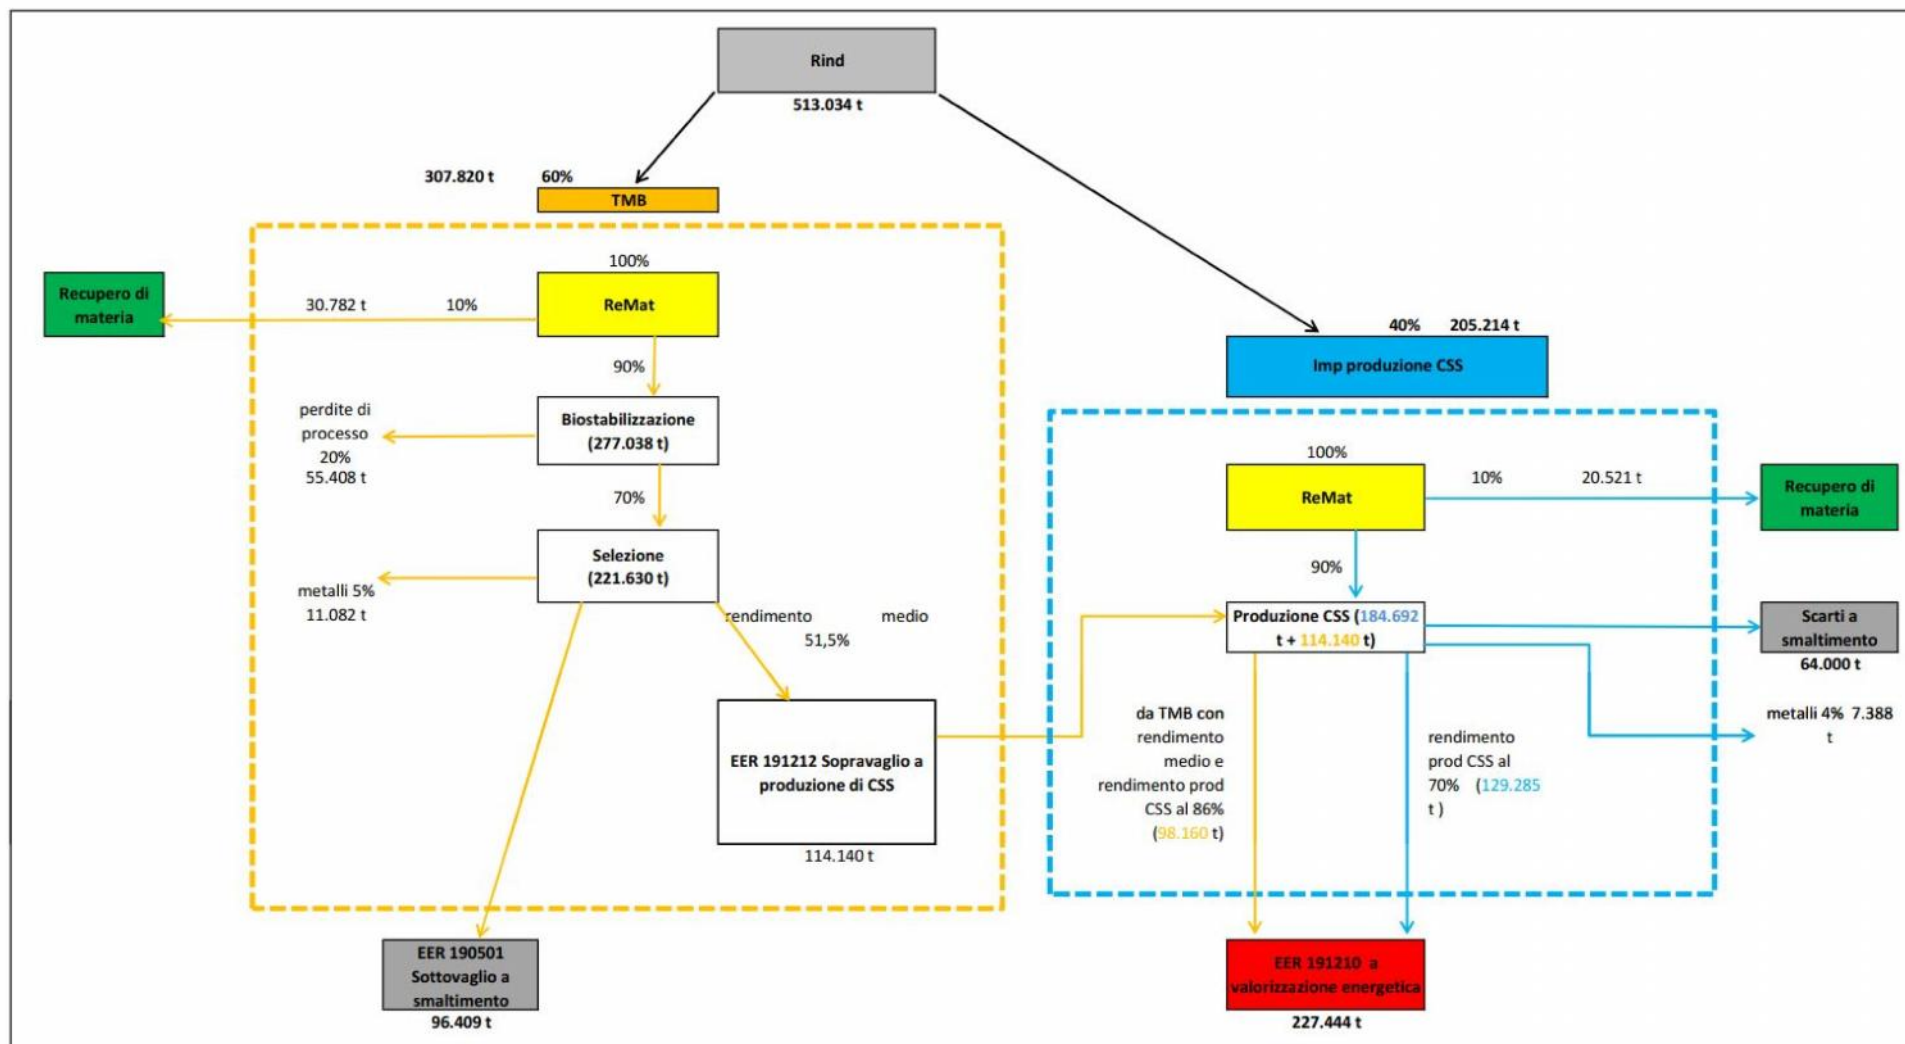 Rind
513.034 t
307.820 t 60%
TMB
100%
Recupero di
materia
30.782 t 10%
ReMat
90%
perdite di
processo
20%
55.408 t
Biostabilizzazione
(277.038 t)
70%
Selezione
(221.630 t)
metalli 5%
11.082 t
rendimento medio
51,5%
EER 191212 Sopravaglio a
produzione di CSS
114.140 t
EER 190501
Sottovaglio a
smaltimento
96.409 t
40% 205.214 t
Imp produzione CSS
100%
ReMat
10% 20.521 t
Recupero di
materia
90%
Produzione CSS (184.692
t + 114.140 t)
Scarti a
smaltimento
64.000 t
metalli 4% 7.388
t
da TMB con
rendimento
medio e
rendimento prod
CSS al 86%
(98.160 t)
rendimento
prod CSS al
70% (129.285
t )
EER 191210 a
valorizzazione energetica
227.444 t